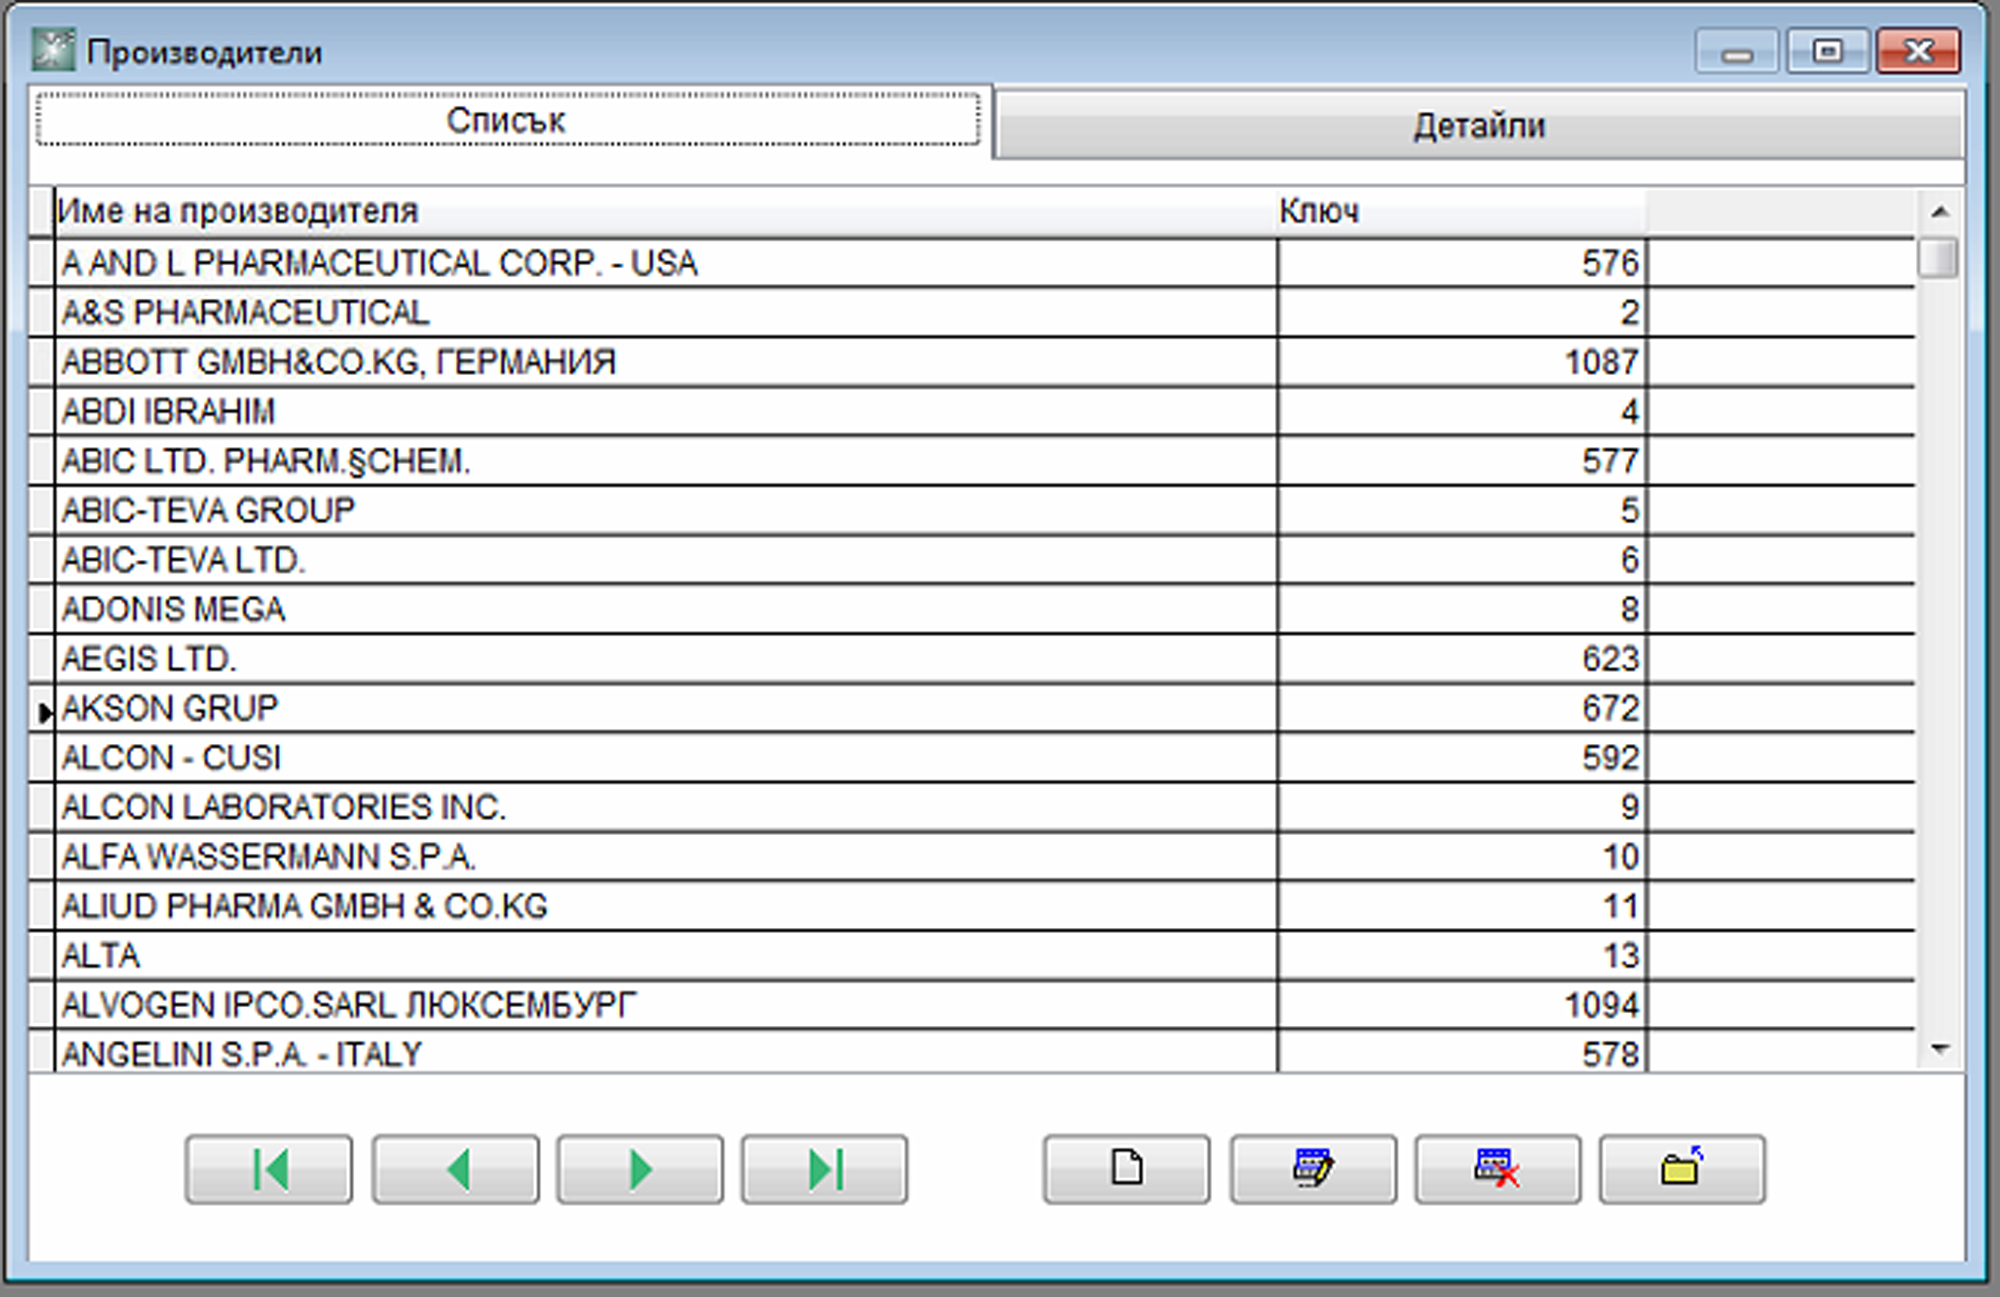 Производители
Списък Детайли
Име на производителя Ключ
A AND L PHARMACEUTICAL CORP. - USA 576
A&S PHARMACEUTICAL 2
ABBOTT GMBH&CO.KG, ГЕРМАНИЯ 1087
ABDI IBRAHIM 4
ABIC LTD. PHARM.§CHEM. 577
ABIC-TEVA GROUP 5
ABIC-TEVA LTD. 6
ADONIS MEGA 8
AEGIS LTD. 623
AKSON GRUP 672
ALCON - CUSI 592
ALCON LABORATORIES INC. 9
ALFA WASSERMANN S.P.A. 10
ALIUD PHARMA GMBH & CO.KG 11
ALTA 13
ALVOGEN IPCO.SARL ЛЮКСЕМБУРГ 1094
ANGELINI S.P.A. - ITALY 578